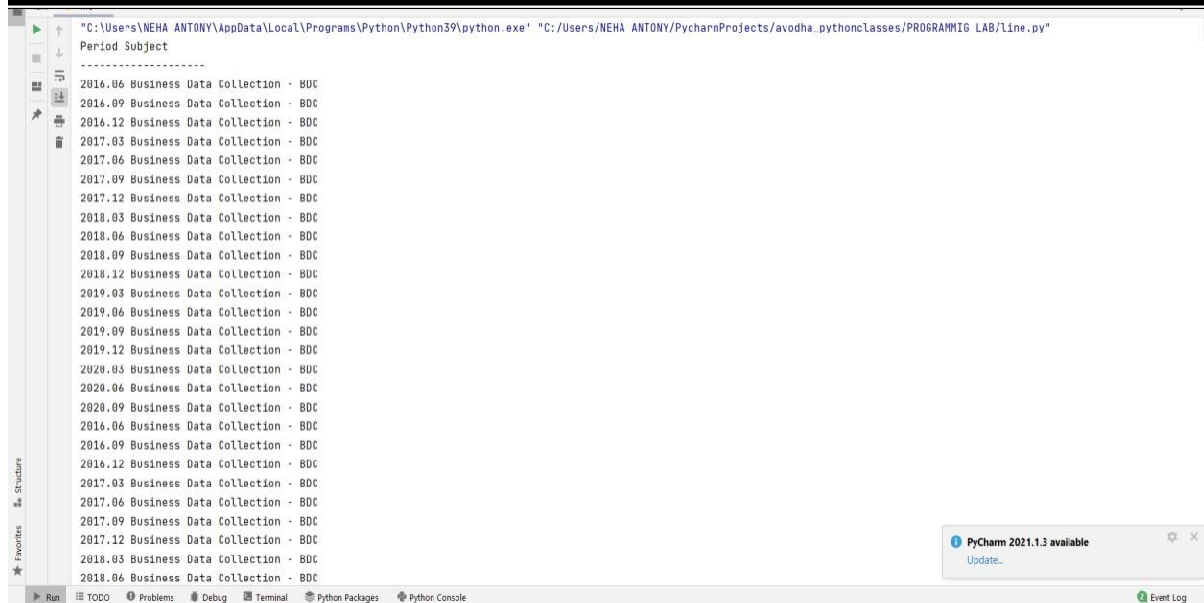 "C:\Users\NEHA ANTONY\AppData\Local\Programs\Python\Python39\python.exe" "C:/Users/NEHA ANTONY/PycharmProjects/avodha_pythonclasses/PROGRAMMIG LAB/line.py"
Period Subject
--------------------
2016.06 Business Data Collection - BDC
2016.09 Business Data Collection - BDC
2016.12 Business Data Collection - BDC
2017.03 Business Data Collection - BDC
2017.06 Business Data Collection - BDC
2017.09 Business Data Collection - BDC
2017.12 Business Data Collection - BDC
2018.03 Business Data Collection - BDC
2018.06 Business Data Collection - BDC
2018.09 Business Data Collection - BDC
2018.12 Business Data Collection - BDC
2019.03 Business Data Collection - BDC
2019.06 Business Data Collection - BDC
2019.09 Business Data Collection - BDC
2019.12 Business Data Collection - BDC
2020.03 Business Data Collection - BDC
2020.06 Business Data Collection - BDC
2020.09 Business Data Collection - BDC
2016.06 Business Data Collection - BDC
2016.09 Business Data Collection - BDC
2016.12 Business Data Collection - BDC
2017.03 Business Data Collection - BDC
2017.06 Business Data Collection - BDC
2017.09 Business Data Collection - BDC
2017.12 Business Data Collection - BDC
2018.03 Business Data Collection - BDC
2018.06 Business Data Collection - BDC
Structure
Favorites
PyCharm 2021.1.3 available
Update...
Run TODO Problems Debug Terminal Python Packages Python Console 2 Event Log